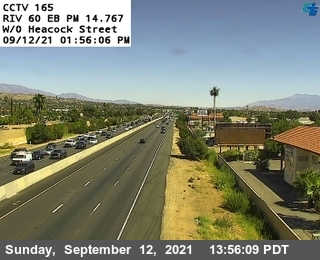 CCTV 165
RIV 60 EB PM 14.767
W/O Heacock Street
09/12/21 01:56:06 PM
Sunday, September 12, 2021 13:56:09 PDT